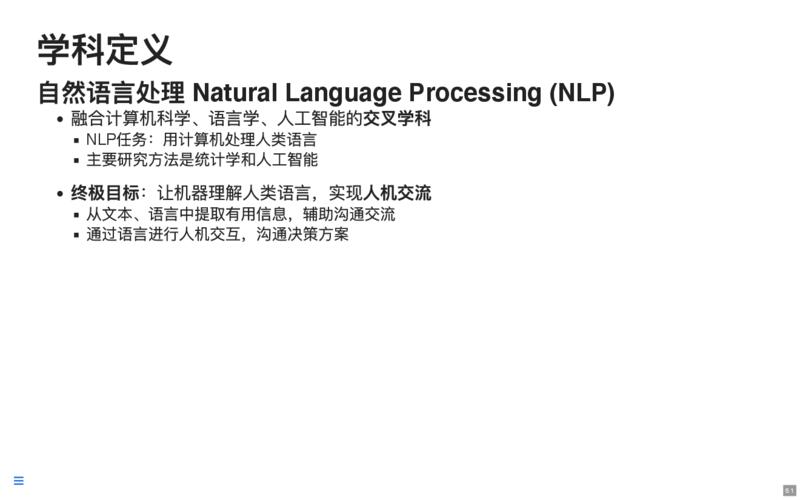 学科定义
自然语言处理 Natural Language Processing (NLP)
融合计算机科学、语言学、人工智能的交叉学科
NLP任务：用计算机处理人类语言
主要研究方法是统计学和人工智能
终极目标：让机器理解人类语言，实现人机交流
从文本、语言中提取有用信息，辅助沟通交流
通过语言进行人机交互，沟通决策方案